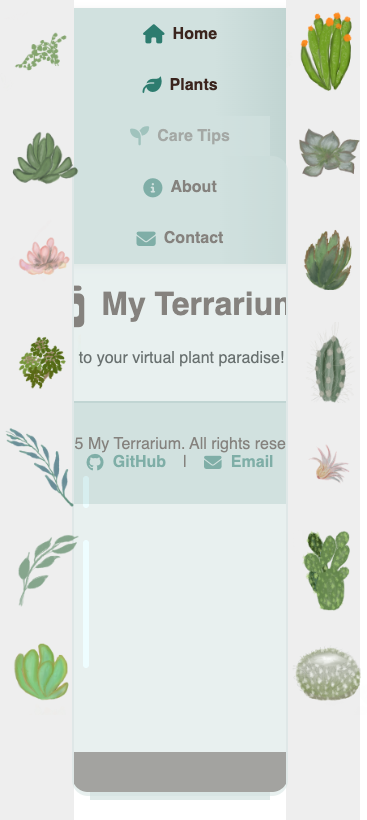 Home
Plants
Care Tips
About
Contact
My Terrarium
to your virtual plant paradise!
5 My Terrarium. All rights rese
GitHub | Email